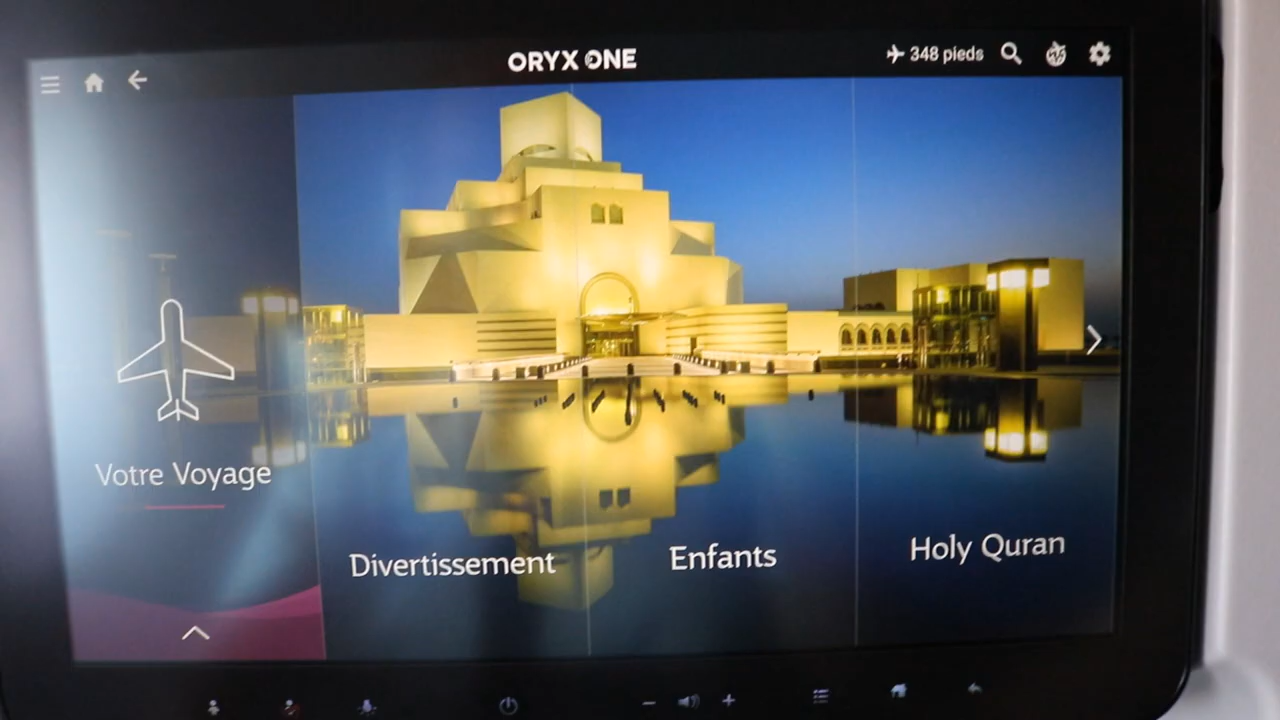 ORYX ONE
348 pieds
Votre Voyage
Divertissement
Enfants
Holy Quran